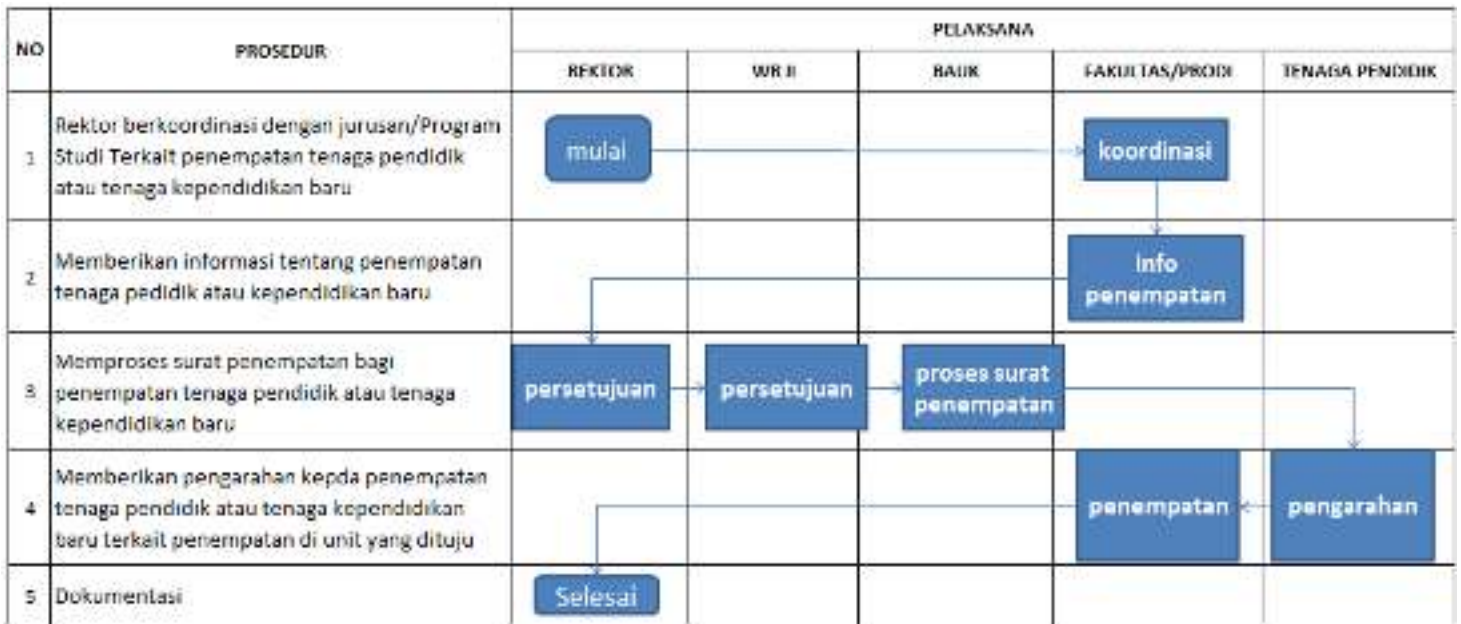 NO
PROSEDUR
PELAKSANA
REKTOR
WR II
BAUK
FAKULTAS/PRODI
TENAGA PENDIDIK
1
Rektor berkoordinasi dengan jurusan/Program
Studi Terkait penempatan tenaga pendidik
atau tenaga kependidikan baru
mulai
koordinasi
2
Memberikan informasi tentang penempatan
tenaga pedidik atau kependidikan baru
info
penempatan
3
Memproses surat penempatan bagi
penempatan tenaga pendidik atau tenaga
kependidikan baru
persetujuan
persetujuan
proses surat
penempatan
4
Memberikan pengarahan kepda penempatan
tenaga pendidik atau tenaga kependidikan
baru terkait penempatan di unit yang dituju
penempatan
pengarahan
5
Dokumentasi
Selesai